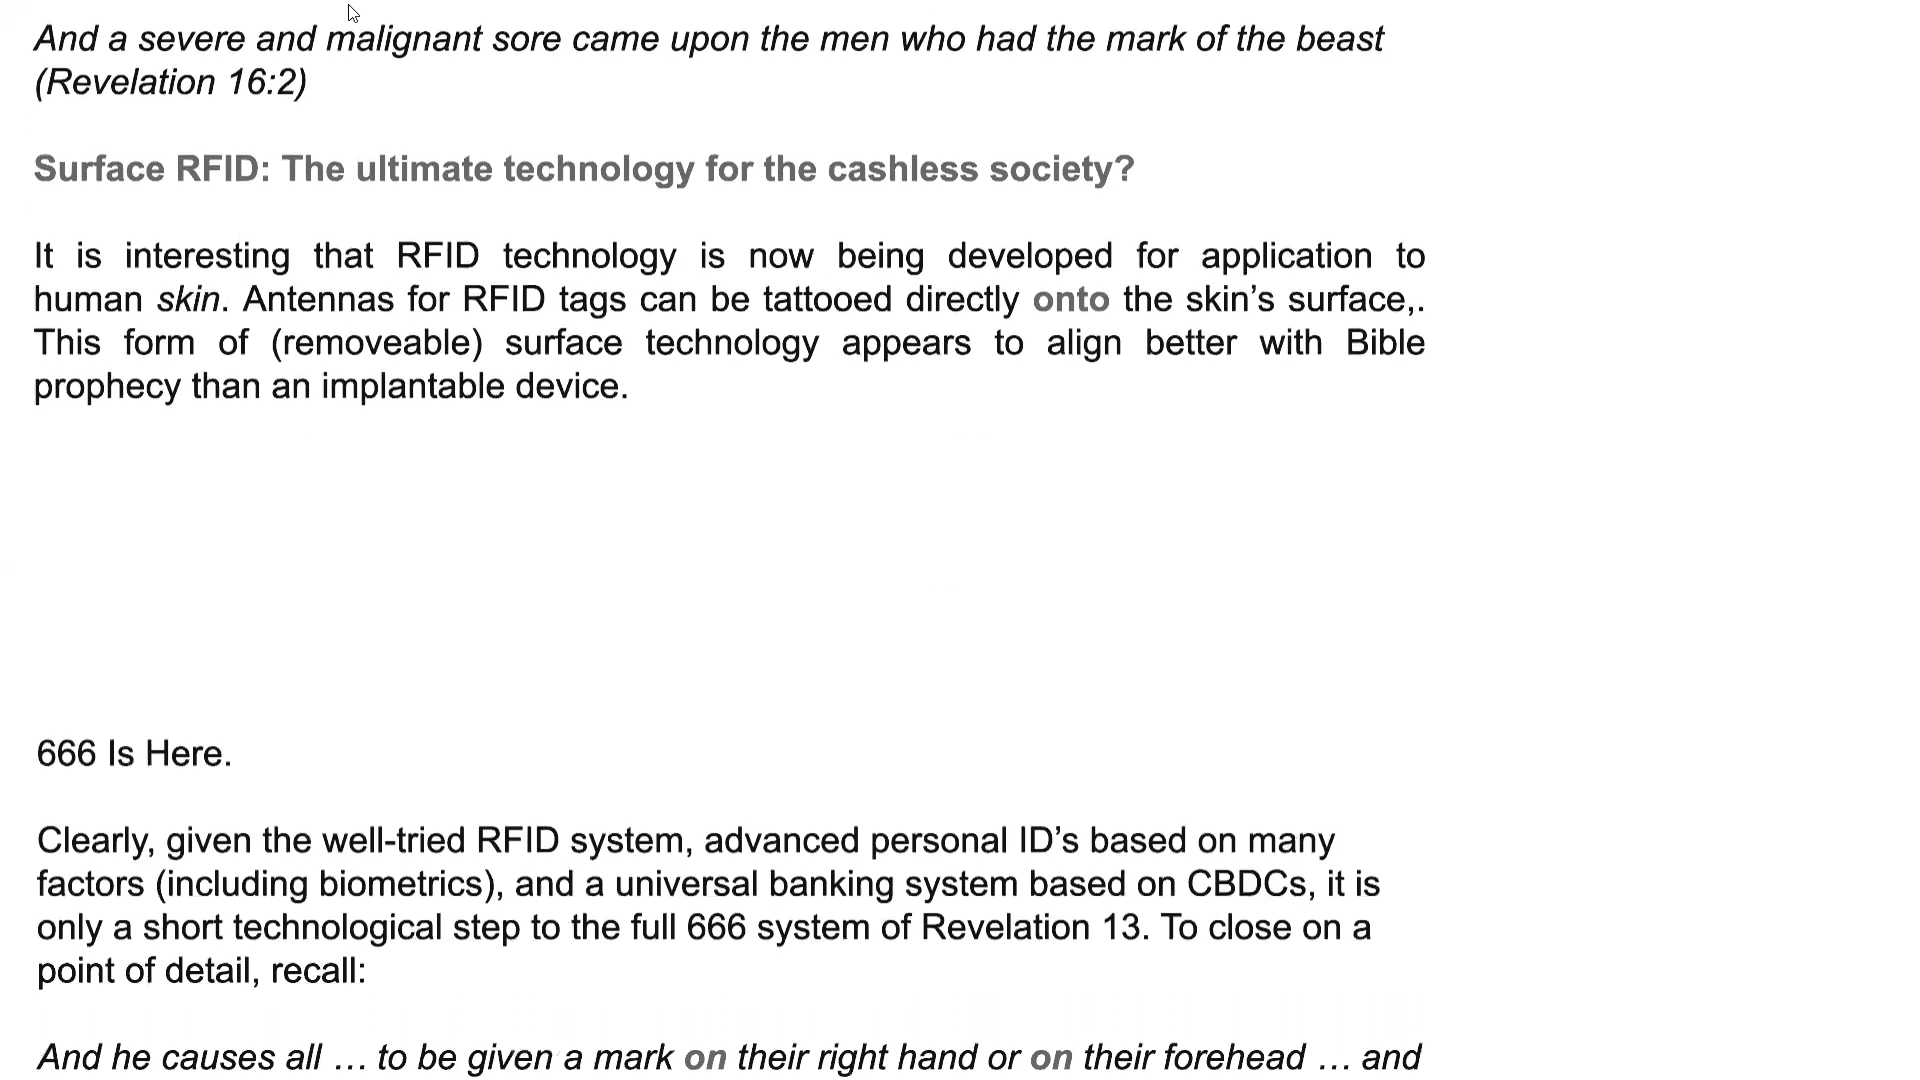 And a severe and malignant sore came upon the men who had the mark of the beast
(Revelation 16:2)
Surface RFID: The ultimate technology for the cashless society?
It is interesting that RFID technology is now being developed for application to
human skin. Antennas for RFID tags can be tattooed directly onto the skin’s surface,.
This form of (removeable) surface technology appears to align better with Bible
prophecy than an implantable device.
666 Is Here.
Clearly, given the well-tried RFID system, advanced personal ID’s based on many
factors (including biometrics), and a universal banking system based on CBDCs, it is
only a short technological step to the full 666 system of Revelation 13. To close on a
point of detail, recall:
And he causes all … to be given a mark on their right hand or on their forehead … and